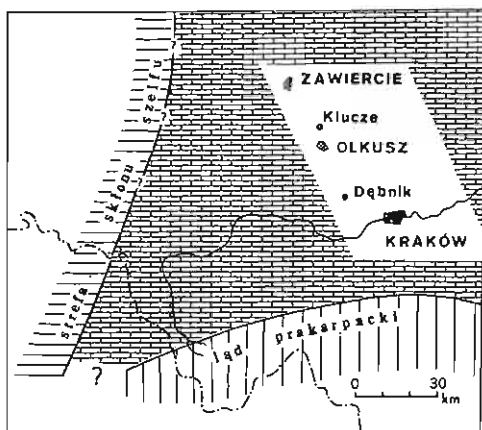 strefa skłonu szelfu
?
?
ZAWIERCIE
Klucze
OLKUSZ
Dębnik
KRAKÓW
ląd prakarpacki
?
0 30
km